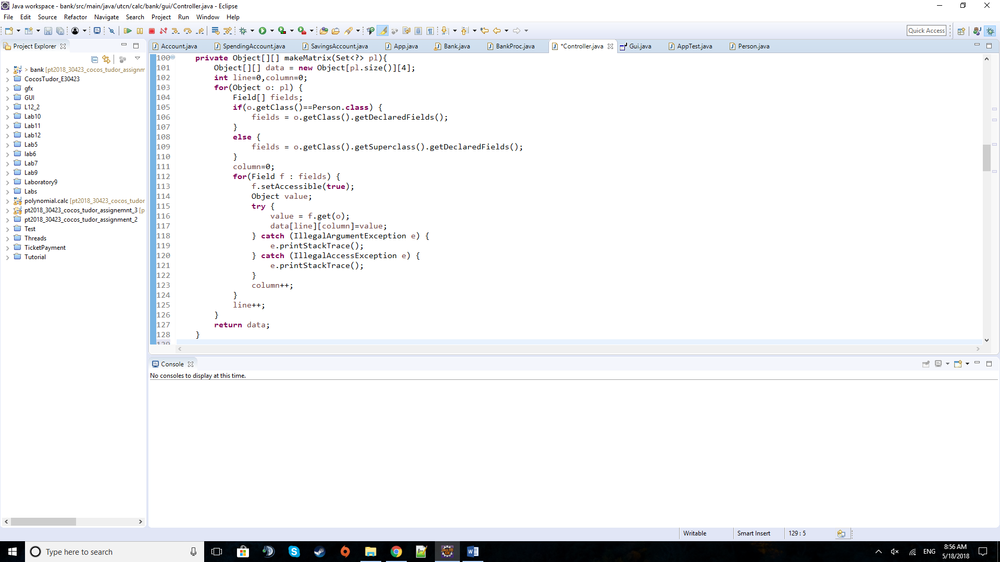 Java workspace - bank/src/main/java/utcn/calc/bank/gui/Controller.java - Eclipse
File Edit Source Refactor Navigate Search Project Run Window Help
Quick Access
Project Explorer
> bank [pt2018_30423_cocos_tudor_assignm
CocosTudor_E30423
gfx
GUI
L12_2
Lab10
Lab11
Lab12
Lab5
lab6
Lab7
Lab9
Laboratory9
Labs
polynomial.calc [pt2018_30423_cocos_tudor
pt2018_30423_cocos_tudor_assignemnt_3 [p
pt2018_30423_cocos_tudor_assignment_2
Test
Threads
TicketPayment
Tutorial
Account.java SpendingAccount.java SavingsAccount.java App.java Bank.java BankProc.java *Controller.java Gui.java AppTest.java Person.java
100 private Object[][] makeMatrix(Set<?> pl){
101 Object[][] data = new Object[pl.size()][4];
102 int line=0,column=0;
103 for(Object o: pl) {
104 Field[] fields;
105 if(o.getClass()==Person.class) {
106 fields = o.getClass().getDeclaredFields();
107 }
108 else {
109 fields = o.getClass().getSuperclass().getDeclaredFields();
110 }
111 column=0;
112 for(Field f : fields) {
113 f.setAccessible(true);
114 Object value;
115 try {
116 value = f.get(o);
117 data[line][column]=value;
118 } catch (IllegalArgumentException e) {
119 e.printStackTrace();
120 } catch (IllegalAccessException e) {
121 e.printStackTrace();
122 }
123 column++;
124 }
125 line++;
126 }
127 return data;
128 }
129
Console
No consoles to display at this time.
Writable Smart Insert 129 : 5
Type here to search
ENG
8:56 AM
5/18/2018